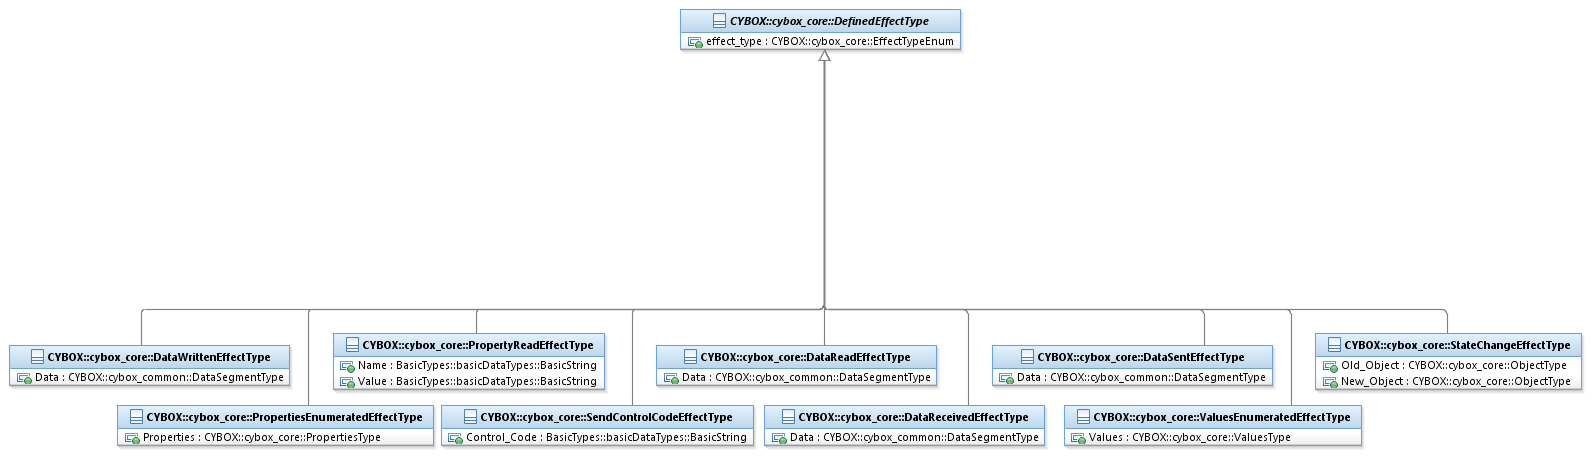 CYBOX::cybox_core::DefinedEffectType
effect_type : CYBOX::cybox_core::EffectTypeEnum
CYBOX::cybox_core::DataWrittenEffectType
Data : CYBOX::cybox_common::DataSegmentType
CYBOX::cybox_core::PropertyReadEffectType
Name : BasicTypes::basicDataTypes::BasicString
Value : BasicTypes::basicDataTypes::BasicString
CYBOX::cybox_core::DataReadEffectType
Data : CYBOX::cybox_common::DataSegmentType
CYBOX::cybox_core::DataSentEffectType
Data : CYBOX::cybox_common::DataSegmentType
CYBOX::cybox_core::StateChangeEffectType
Old_Object : CYBOX::cybox_core::ObjectType
New_Object : CYBOX::cybox_core::ObjectType
CYBOX::cybox_core::PropertiesEnumeratedEffectType
Properties : CYBOX::cybox_core::PropertiesType
CYBOX::cybox_core::SendControlCodeEffectType
Control_Code : BasicTypes::basicDataTypes::BasicString
CYBOX::cybox_core::DataReceivedEffectType
Data : CYBOX::cybox_common::DataSegmentType
CYBOX::cybox_core::ValuesEnumeratedEffectType
Values : CYBOX::cybox_core::ValuesType